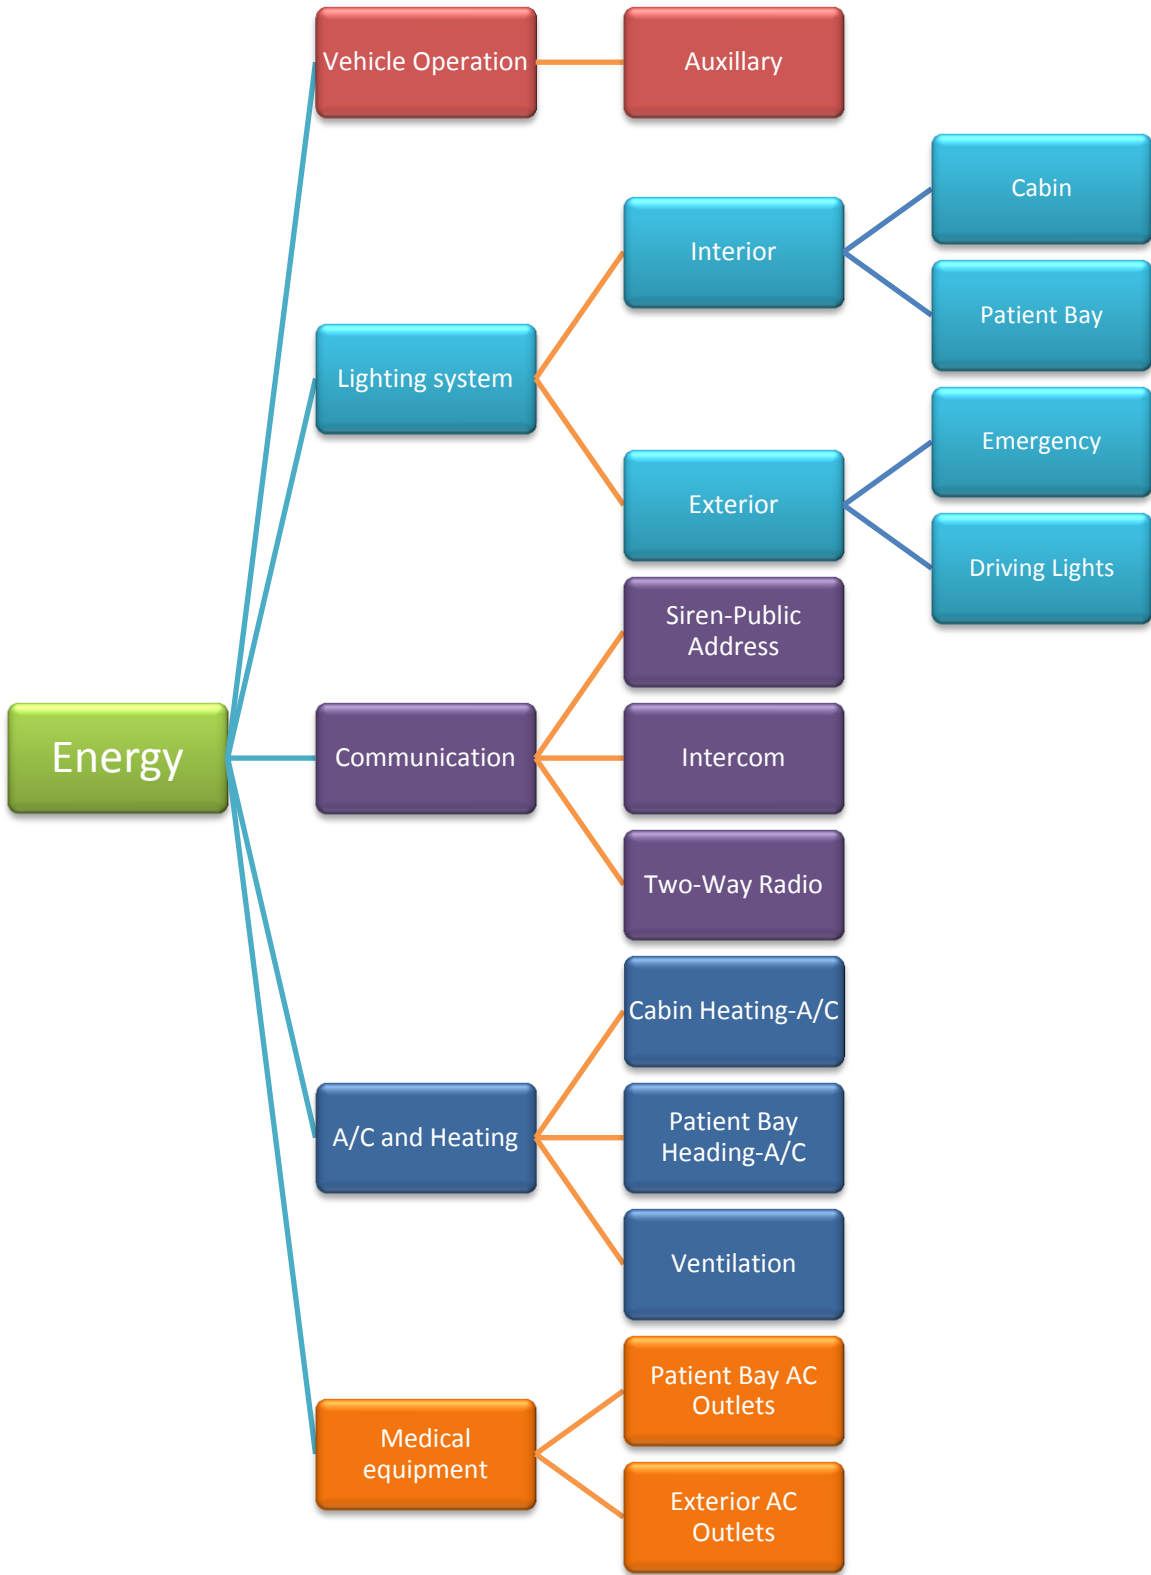 Vehicle Operation
Auxillary
Cabin
Interior
Patient Bay
Lighting system
Emergency
Exterior
Driving Lights
Siren-Public
Address
Energy
Communication
Intercom
Two-Way Radio
Cabin Heating-A/C
A/C and Heating
Patient Bay
Heading-A/C
Ventilation
Patient Bay AC
Outlets
Medical
equipment
Exterior AC
Outlets